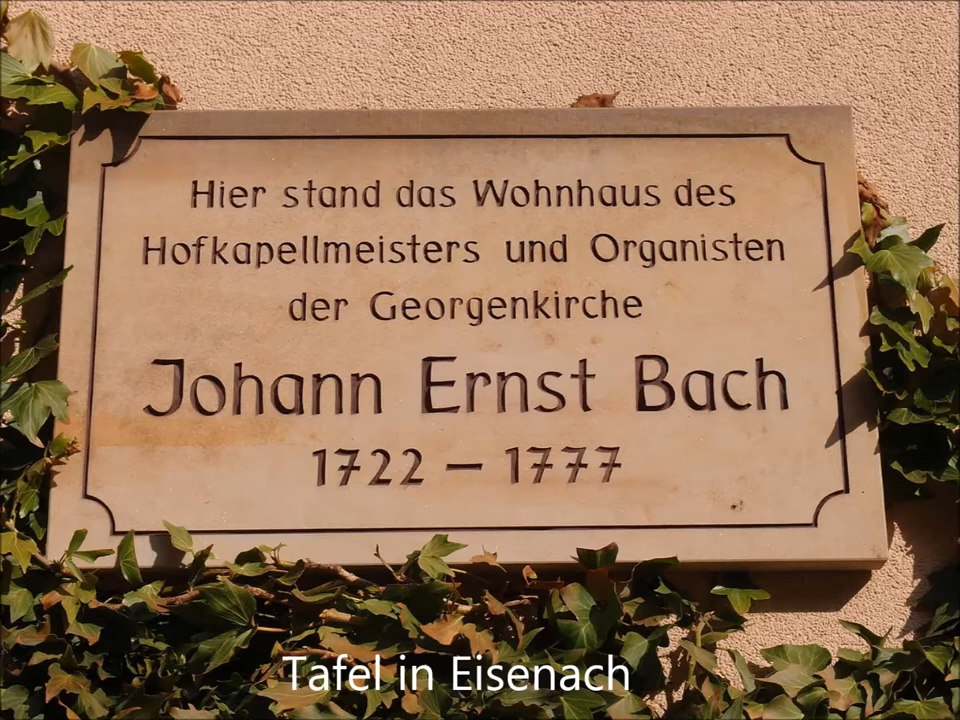 Hier stand das Wohnhaus des
Hofkapellmeisters und Organisten
der Georgenkirche
Johann Ernst Bach
1722 – 1777
Tafel in Eisenach